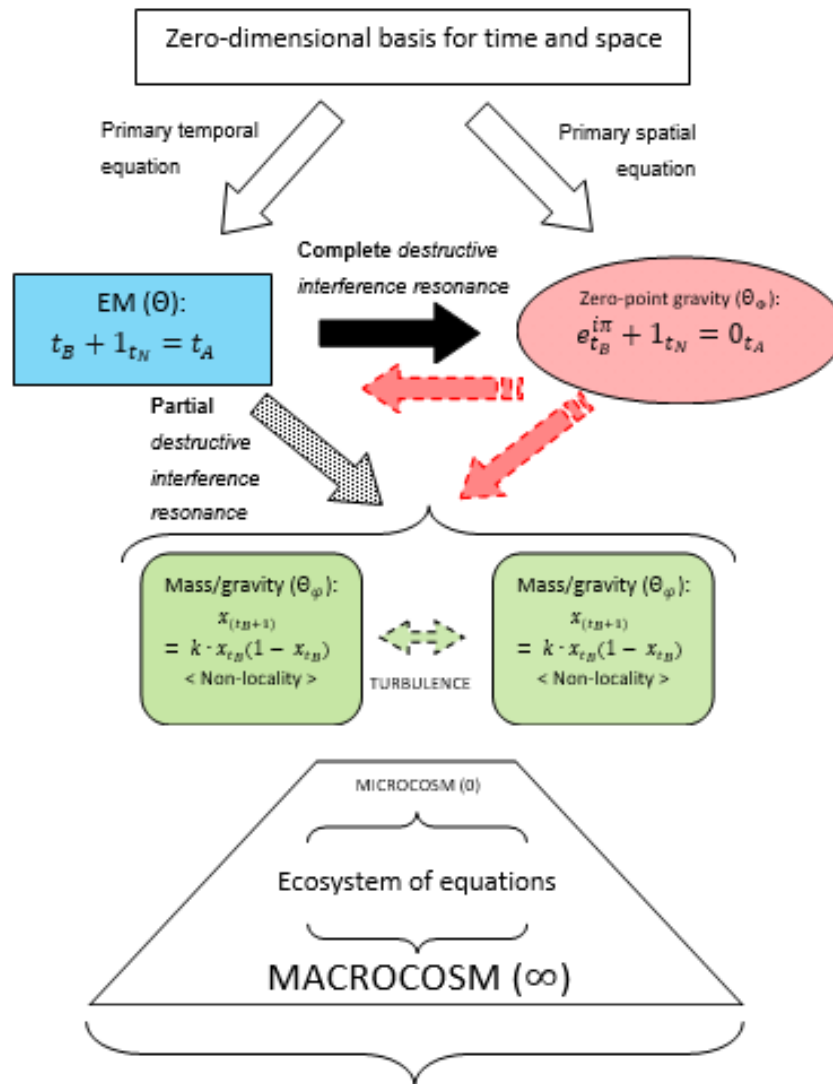 Zero-dimensional basis for time and space
Primary temporal
equation
Primary spatial
equation
Complete destructive
interference resonance
EM (Θ):
t_B + 1_{t_N} = t_A
Zero-point gravity (Θ_Φ):
e^{iπ}_{t_B} + 1_{t_N} = 0_{t_A}
Partial
destructive
interference
resonance
Mass/gravity (Θ_φ):
x_{(t_B+1)}
= k · x_{t_B}(1 − x_{t_B})
< Non-locality >
TURBULENCE
Mass/gravity (Θ_φ):
x_{(t_B+1)}
= k · x_{t_B}(1 − x_{t_B})
< Non-locality >
MICROCOSM (0)
Ecosystem of equations
MACROCOSM (∞)